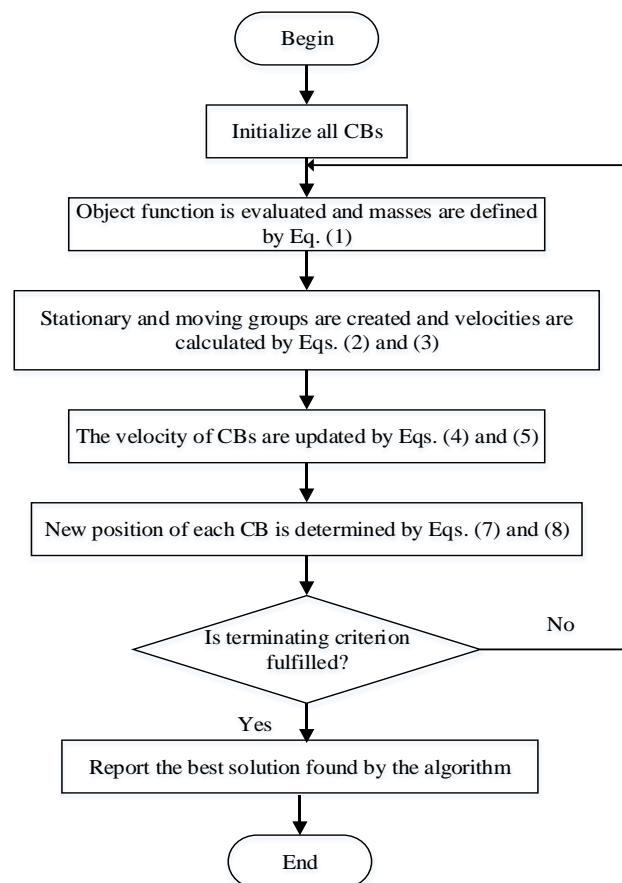 Begin
Initialize all CBs
Object function is evaluated and masses are defined
by Eq. (1)
Stationary and moving groups are created and velocities are
calculated by Eqs. (2) and (3)
The velocity of CBs are updated by Eqs. (4) and (5)
New position of each CB is determined by Eqs. (7) and (8)
Is terminating criterion
fulfilled?
No
Yes
Report the best solution found by the algorithm
End